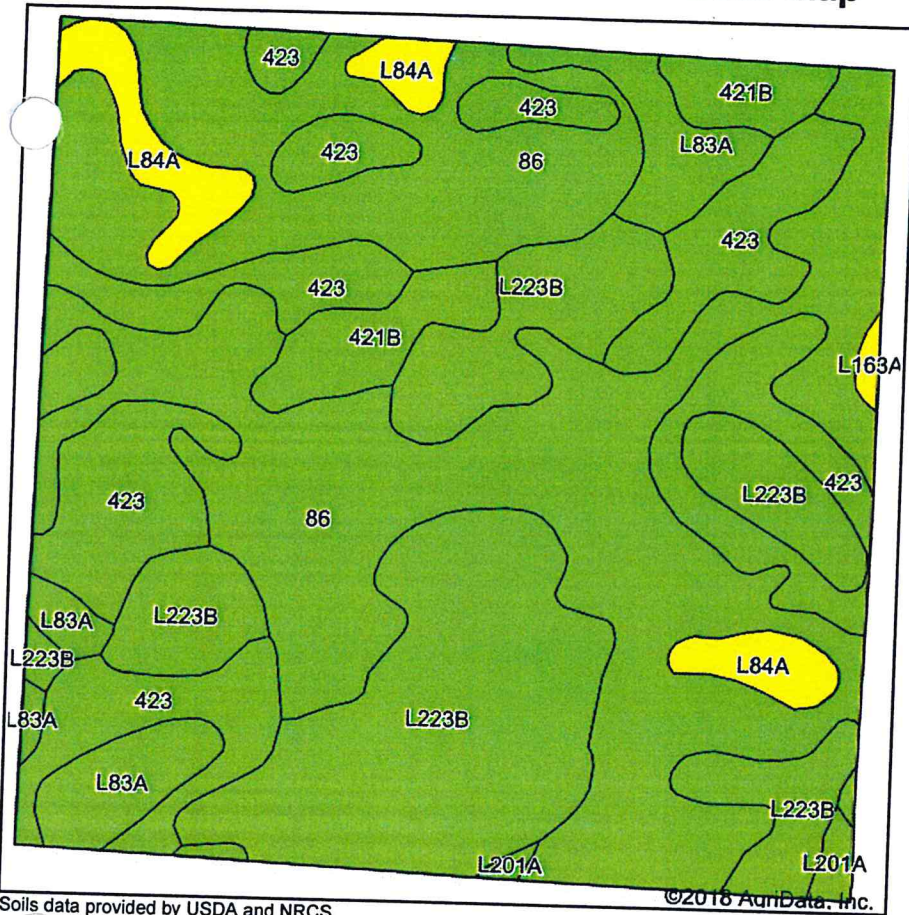 423
L84A
421B
423
L83A
423
L84A
86
423
423
L223B
421B
L163A
423
L223B
423
86
L223B
L83A
L223B
L84A
423
L83A
L223B
L83A
L223B
L201A
L201A
©2018 AgriData, Inc.
Soils data provided by USDA and NRCS